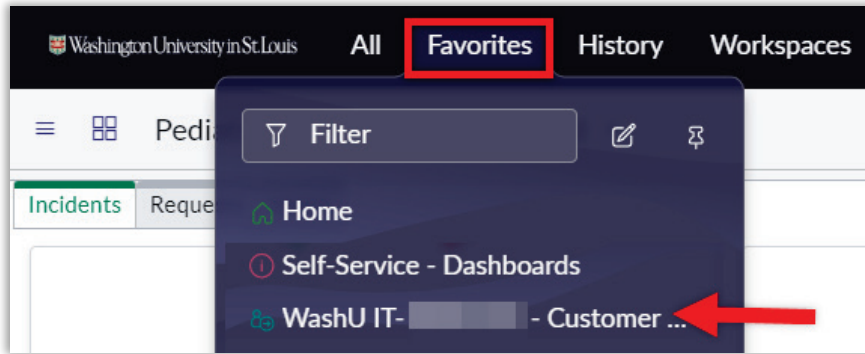 Washington University in St. Louis All Favorites History Workspaces
Pedi
Filter
Incidents Reque
Home
Self-Service - Dashboards
WashU IT- - Customer ...